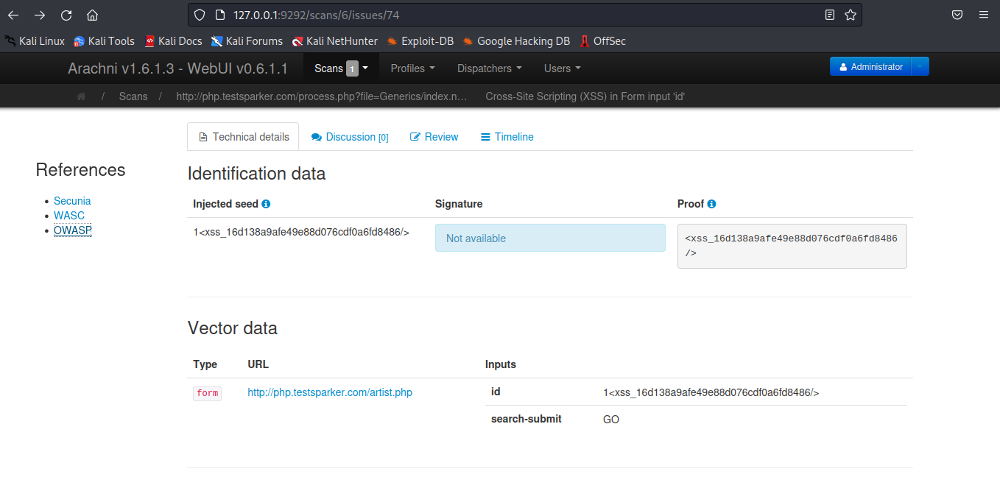 127.0.0.1:9292/scans/6/issues/74
Kali Linux Kali Tools Kali Docs Kali Forums Kali NetHunter Exploit-DB Google Hacking DB OffSec
Arachni v1.6.1.3 - WebUI v0.6.1.1 Scans 1 Profiles Dispatchers Users Administrator
/ Scans / http://php.testsparker.com/process.php?file=Generics/index.n... Cross-Site Scripting (XSS) in Form input 'id'
Technical details Discussion [0] Review Timeline
References
Secunia
WASC
OWASP
Identification data
Injected seed Signature Proof
1<xss_16d138a9afe49e88d076cdf0a6fd8486/> Not available <xss_16d138a9afe49e88d076cdf0a6fd8486
/>
Vector data
Type URL Inputs
form http://php.testsparker.com/artist.php id 1<xss_16d138a9afe49e88d076cdf0a6fd8486/>
search-submit GO